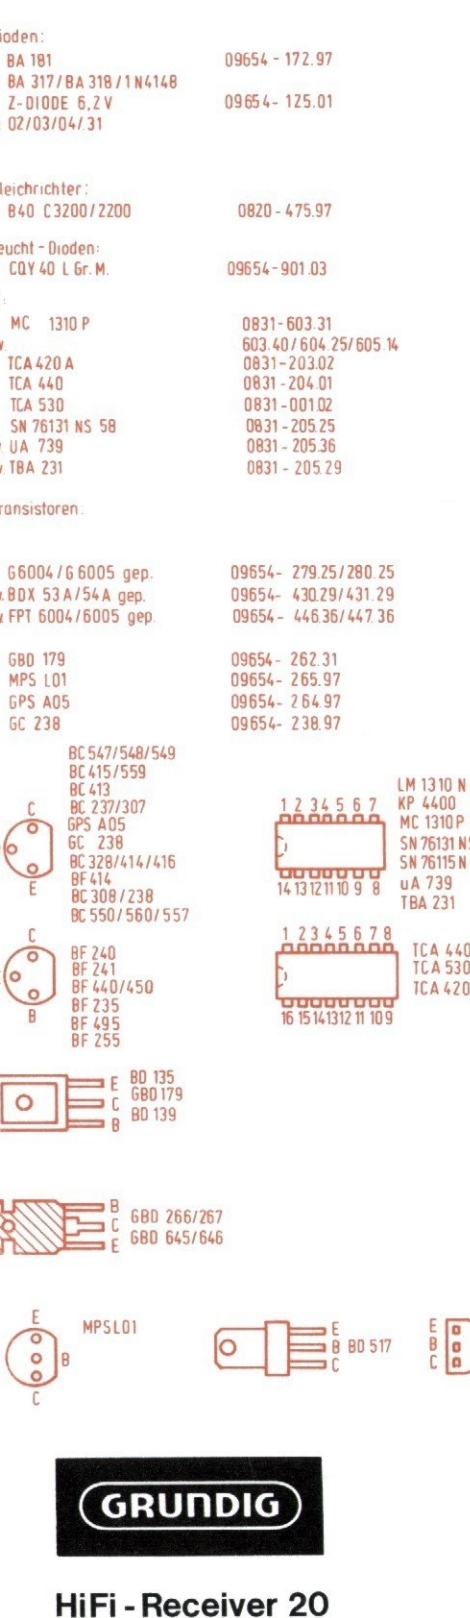 ioden:
BA 181 09654 - 172.97
BA 317/BA 318/1N4148
Z-DIODE 6,2V 09654- 125.01
02/03/04/.31
leichrichter:
B40 C3200/2200 0820 - 475.97
eucht - Dioden:
CQY 40 L Gr. M. 09654-901.03
MC 1310 P 0831-603.31
603.40/604.25/605.14
TCA 420 A 0831-203.02
TCA 440 0831 - 204.01
TCA 530 0831 -001.02
SN 76131 NS 58 0831 - 205.25
UA 739 0831 - 205.36
TBA 231 0831 - 205.29
ransistoren:
G6004/G6005 gep. 09654- 279.25/280.25
BDX 53A/54A gep. 09654- 430.29/431.29
FPT 6004/6005 gep. 09654- 446.36/447.36
GBD 179 09654- 262.31
MPS L01 09654- 265.97
GPS A05 09654- 264.97
GC 238 09654- 238.97
BC 547/548/549
BC 415/559
BC 413
BC 237/307
GPS A05
GC 238
BC 328/414/416
BF 414
BC 308/238
BC 550/560/557
C
E
1 2 3 4 5 6 7
14 13 12 11 10 9 8
LM 1310 N
KP 4400
MC 1310 P
SN 76131 NS
SN 76115 N
uA 739
TBA 231
C
B
BF 240
BF 241
BF 440/450
BF 235
BF 495
BF 255
1 2 3 4 5 6 7 8
16 15 14 13 12 11 10 9
TCA 440
TCA 530
TCA 420
E BD 135
C GBD 179
B BD 139
B
C GBD 266/267
E GBD 645/646
E
B
C
MPSL01
E
B BD 517
C
E
B
C
GRUNDIG
HiFi - Receiver 20